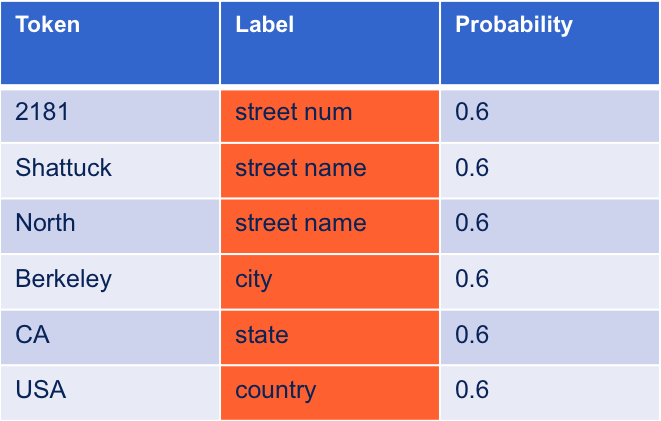 Token Label Probability
2181 street num 0.6
Shattuck street name 0.6
North street name 0.6
Berkeley city 0.6
CA state 0.6
USA country 0.6